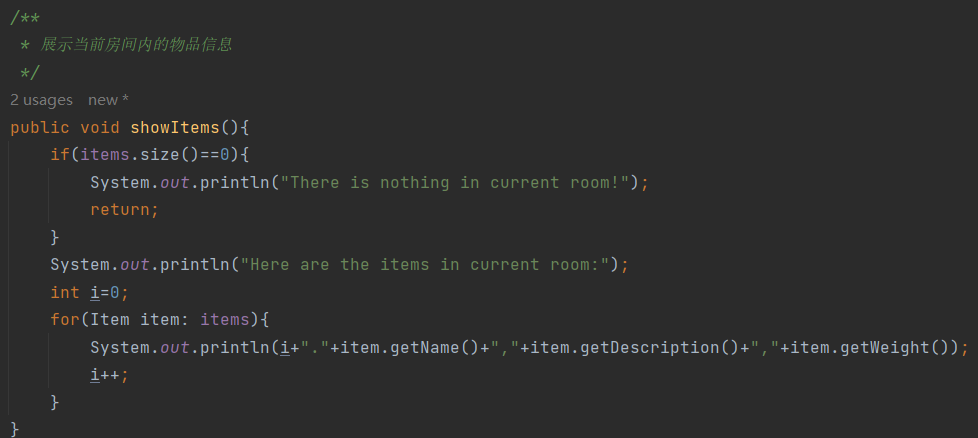 /**
 * 展示当前房间内的物品信息
 */
2 usages   new *
public void showItems(){
    if(items.size()==0){
        System.out.println("There is nothing in current room!");
        return;
    }
    System.out.println("Here are the items in current room:");
    int i=0;
    for(Item item: items){
        System.out.println(i+"."+item.getName()+","+item.getDescription()+","+item.getWeight());
        i++;
    }
}